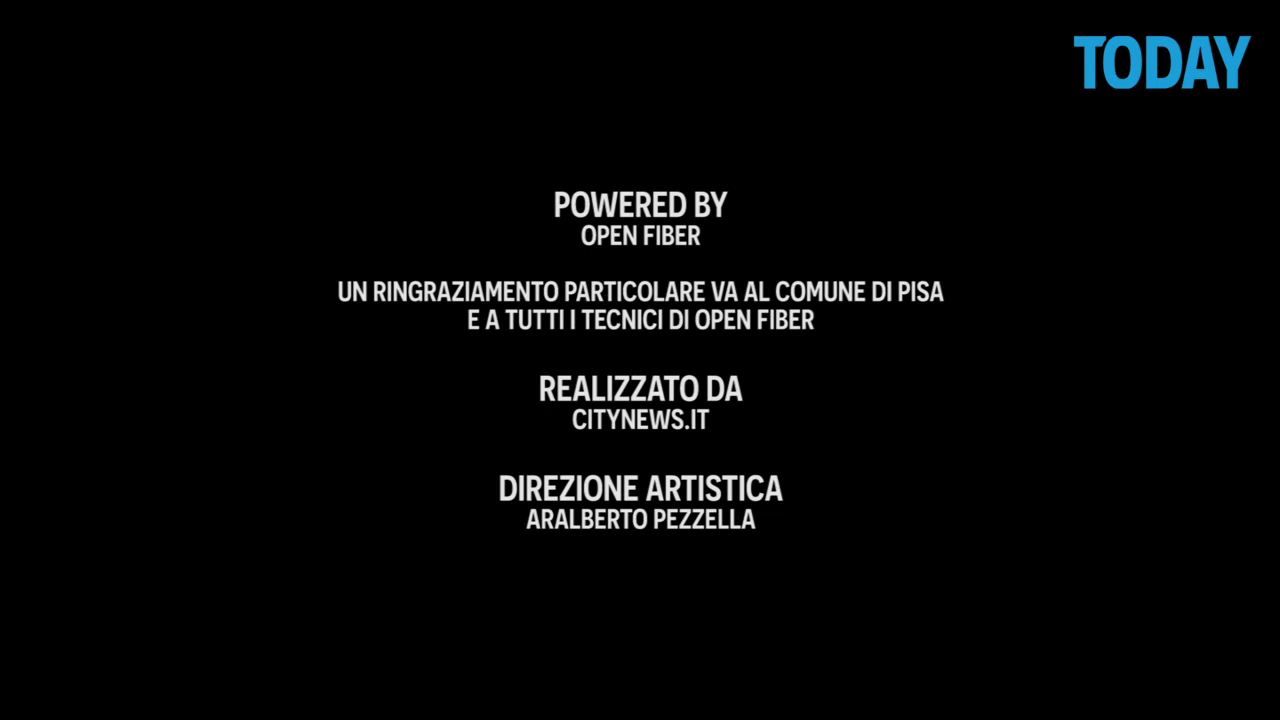 TODAY
POWERED BY
OPEN FIBER
UN RINGRAZIAMENTO PARTICOLARE VA AL COMUNE DI PISA
E A TUTTI I TECNICI DI OPEN FIBER
REALIZZATO DA
CITYNEWS.IT
DIREZIONE ARTISTICA
ARALBERTO PEZZELLA